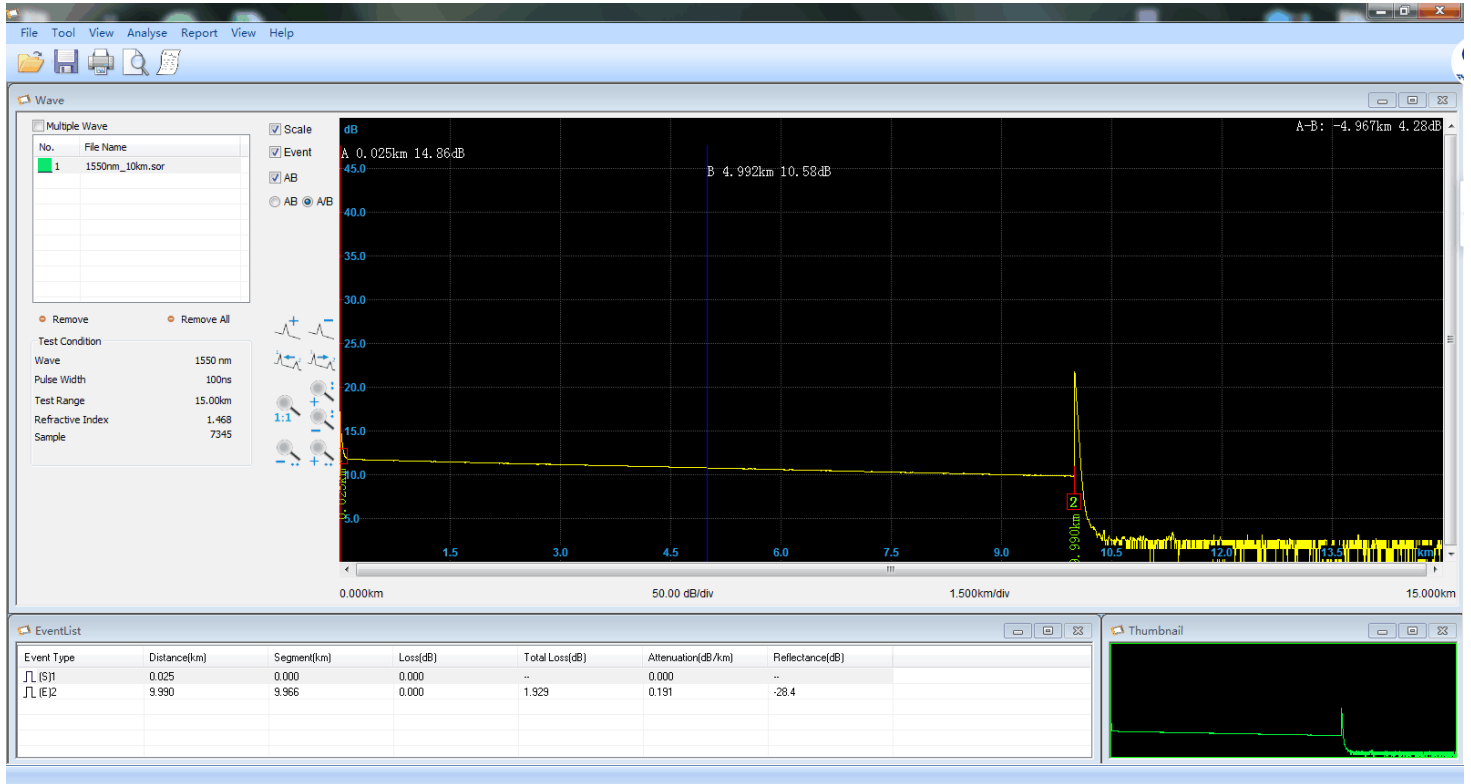 File Tool View Analyse Report View Help
Wave
Multiple Wave
No. File Name
1 1550nm_10km.sor
Remove Remove All
Test Condition
Wave 1550 nm
Pulse Width 100ns
Test Range 15.00km
Refractive Index 1.468
Sample 7345
Scale
Event
AB
AB A/B
1:1
dB
A-B: -4.967km 4.28dB
A 0.025km 14.86dB
45.0
B 4.992km 10.58dB
40.0
35.0
30.0
25.0
20.0
15.0
10.0
5.0
0.025km
2
9.990km
1.5 3.0 4.5 6.0 7.5 9.0 10.5 12.0 13.5 km
0.000km 50.00 dB/div 1.500km/div 15.000km
EventList
Event Type Distance(km) Segment(km) Loss(dB) Total Loss(dB) Attenuation(dB/km) Reflectance(dB)
(S)1 0.025 0.000 0.000 -- 0.000 --
(E)2 9.990 9.966 0.000 1.929 0.191 -28.4
Thumbnail